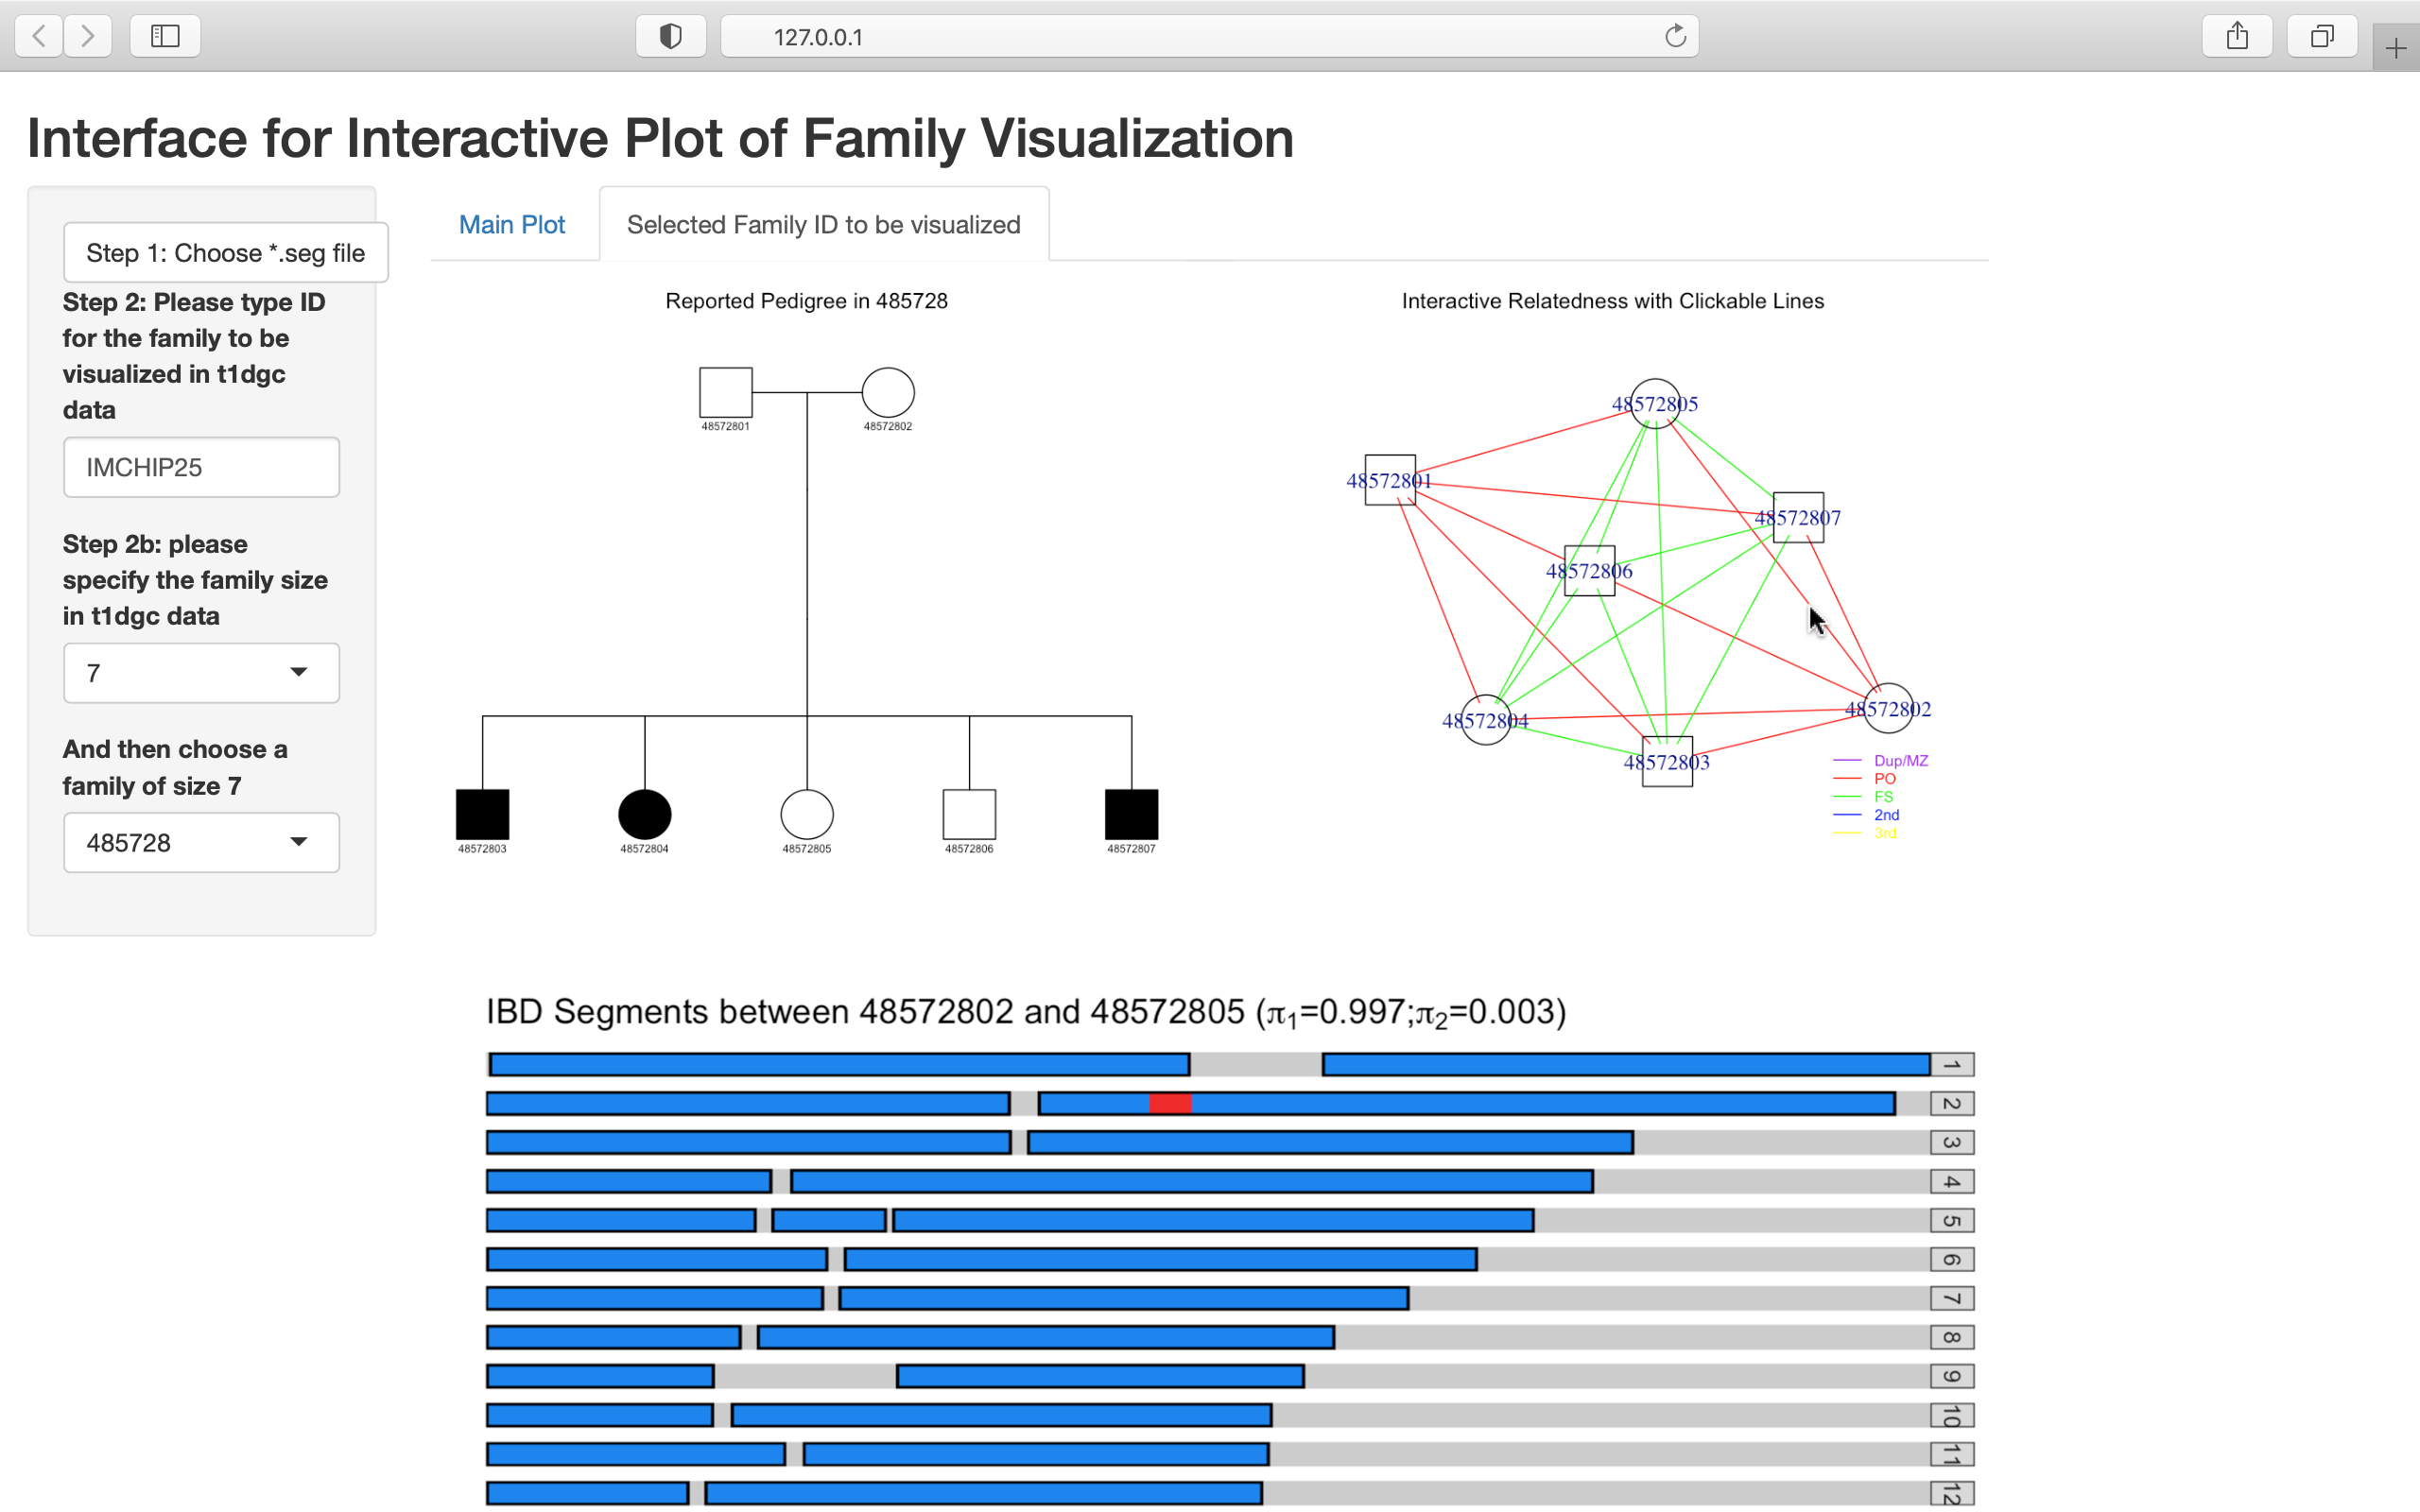 127.0.0.1
Interface for Interactive Plot of Family Visualization
Step 1: Choose *.seg file
Step 2: Please type ID
for the family to be
visualized in t1dgc
data
IMCHIP25
Step 2b: please
specify the family size
in t1dgc data
7
And then choose a
family of size 7
485728
Main Plot
Selected Family ID to be visualized
Reported Pedigree in 485728
48572801
48572802
48572803
48572804
48572805
48572806
48572807
Interactive Relatedness with Clickable Lines
48572805
48572801
48572807
48572806
48572804
48572802
48572803
Dup/MZ
PO
FS
2nd
3rd
IBD Segments between 48572802 and 48572805 (π1=0.997;π2=0.003)
1
2
3
4
5
6
7
8
9
10
11
12